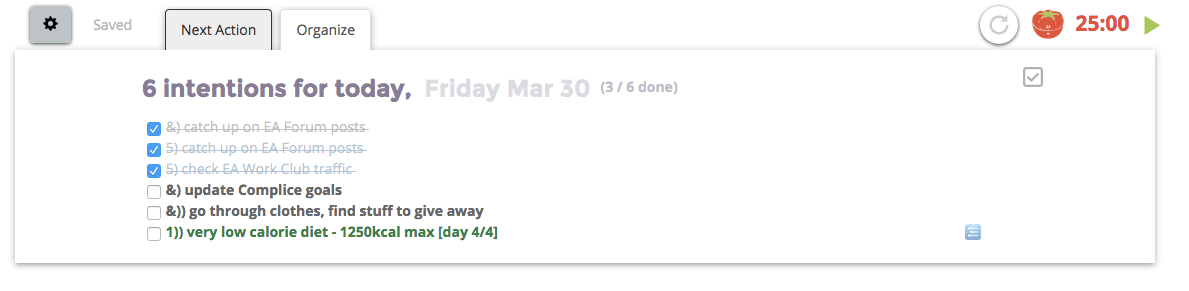 Saved Next Action Organize 25:00
6 intentions for today, Friday Mar 30 (3 / 6 done)
&) catch up on EA Forum posts
5) catch up on EA Forum posts
5) check EA Work Club traffic
&) update Complice goals
&)) go through clothes, find stuff to give away
1)) very low calorie diet - 1250kcal max [day 4/4]